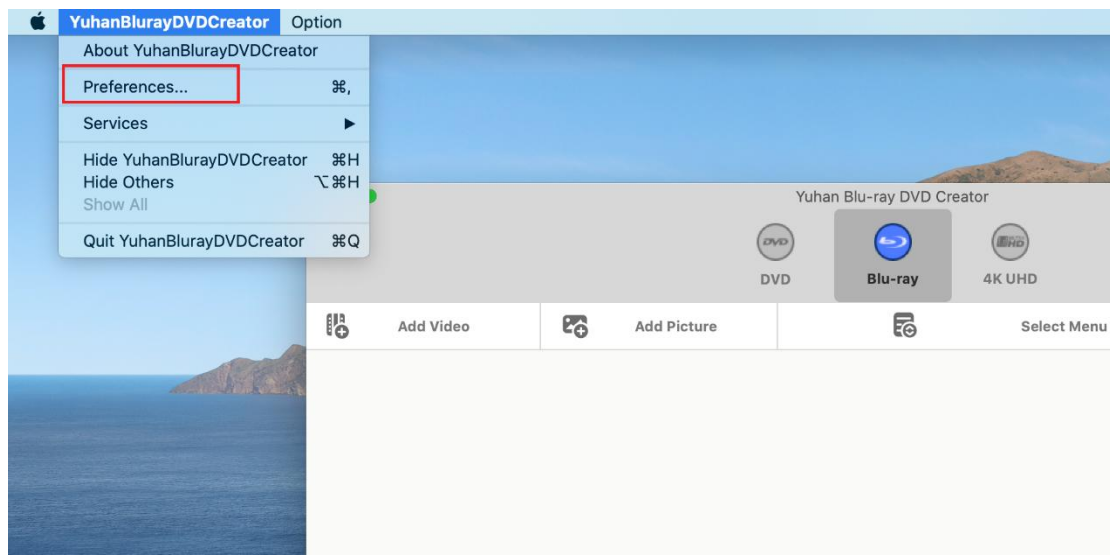 YuhanBlurayDVDCreator Option
About YuhanBlurayDVDCreator
Preferences... ⌘,
Services ▶
Hide YuhanBlurayDVDCreator ⌘H
Hide Others ⌥⌘H
Show All
Quit YuhanBlurayDVDCreator ⌘Q
Yuhan Blu-ray DVD Creator
DVD Blu-ray 4K UHD
Add Video Add Picture Select Menu